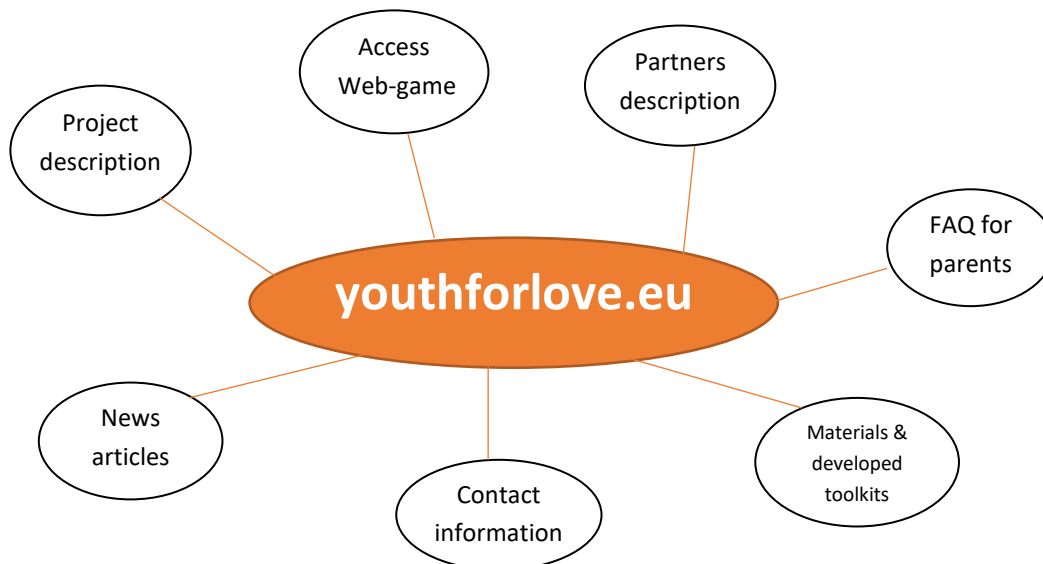 Access
Web-game
Partners
description
Project
description
FAQ for
parents
youthforlove.eu
News
articles
Materials &
developed
toolkits
Contact
information